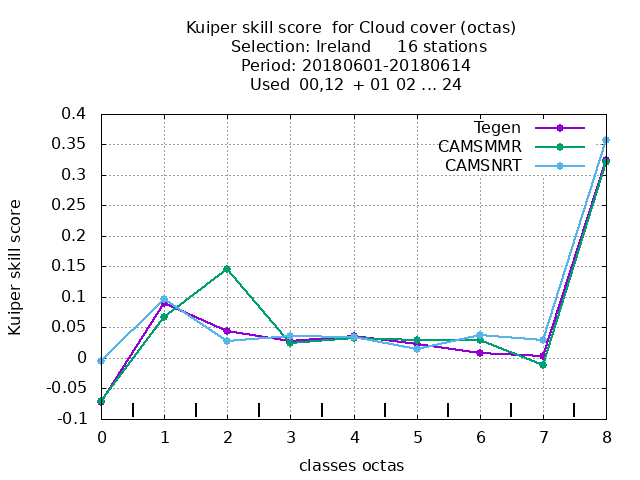 Kuiper skill score  for Cloud cover (octas)
Selection: Ireland     16 stations
Period: 20180601-20180614
Used  00,12  + 01 02 ... 24
Tegen
CAMSMMR
CAMSNRT
Kuiper skill score
0.4
0.35
0.3
0.25
0.2
0.15
0.1
0.05
0
-0.05
-0.1
0 1 2 3 4 5 6 7 8
classes octas